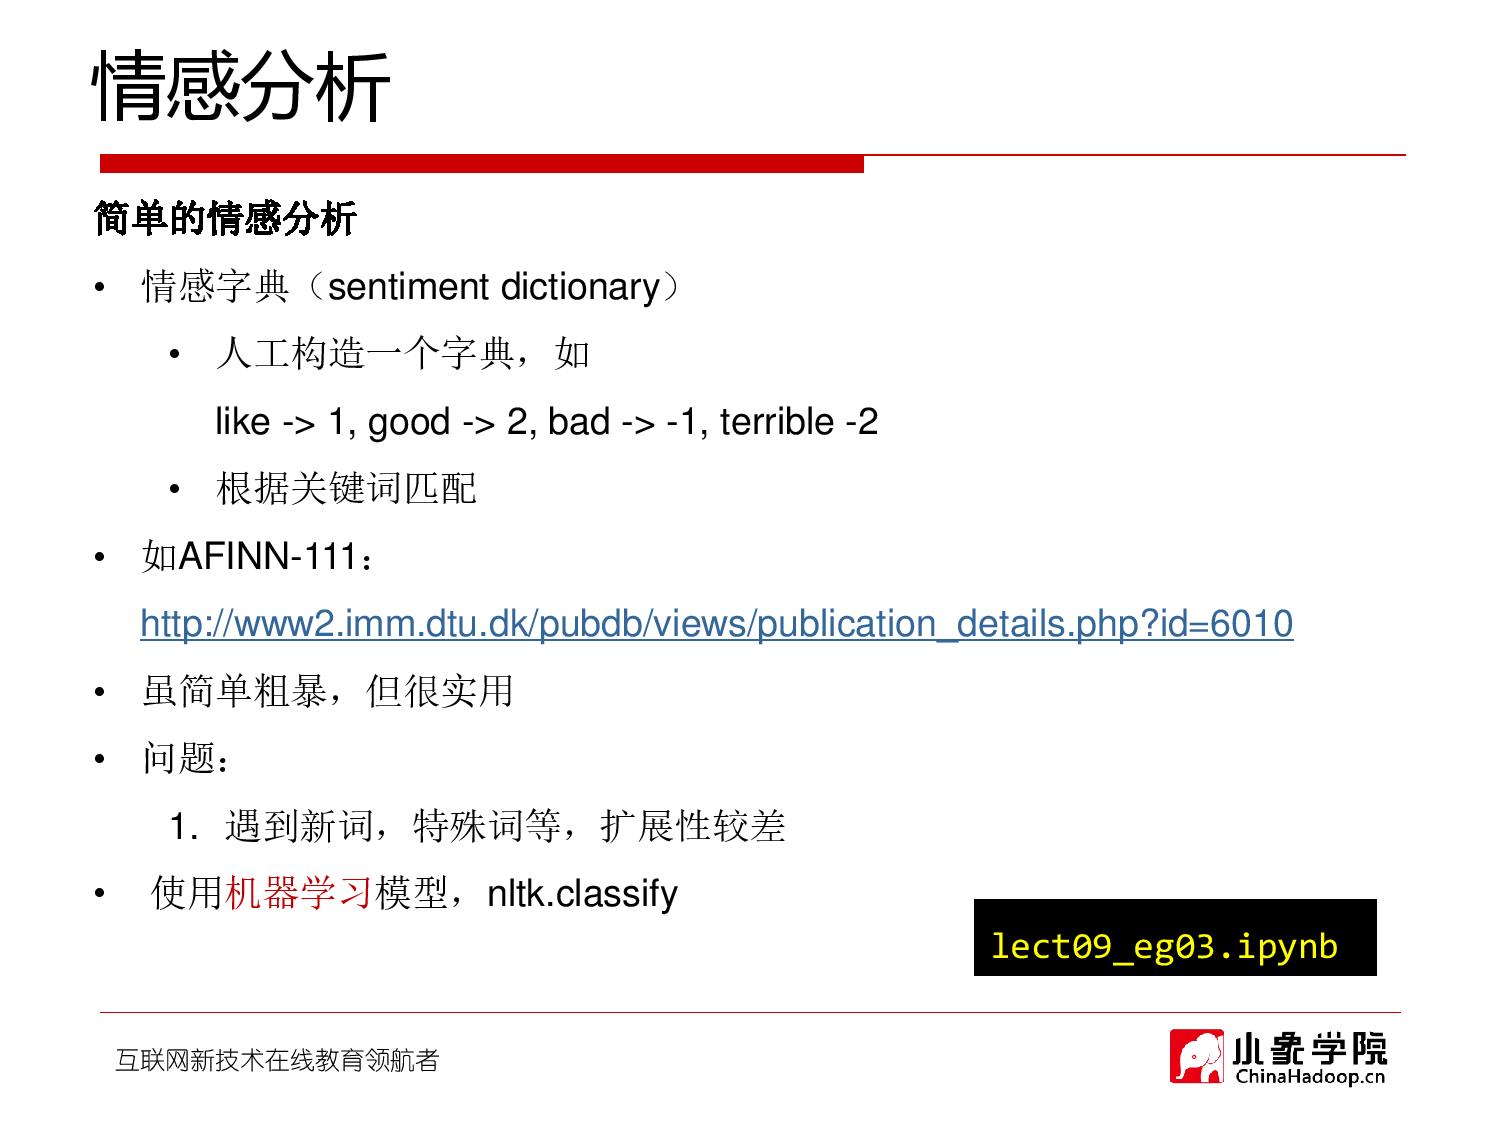 情感分析
简单的情感分析
• 情感字典（sentiment dictionary）
• 人工构造一个字典，如
like -> 1, good -> 2, bad -> -1, terrible -2
• 根据关键词匹配
• 如AFINN-111：
http://www2.imm.dtu.dk/pubdb/views/publication_details.php?id=6010
• 虽简单粗暴，但很实用
• 问题：
1. 遇到新词，特殊词等，扩展性较差
• 使用机器学习模型，nltk.classify
lect09_eg03.ipynb
互联网新技术在线教育领航者
小象学院
ChinaHadoop.cn